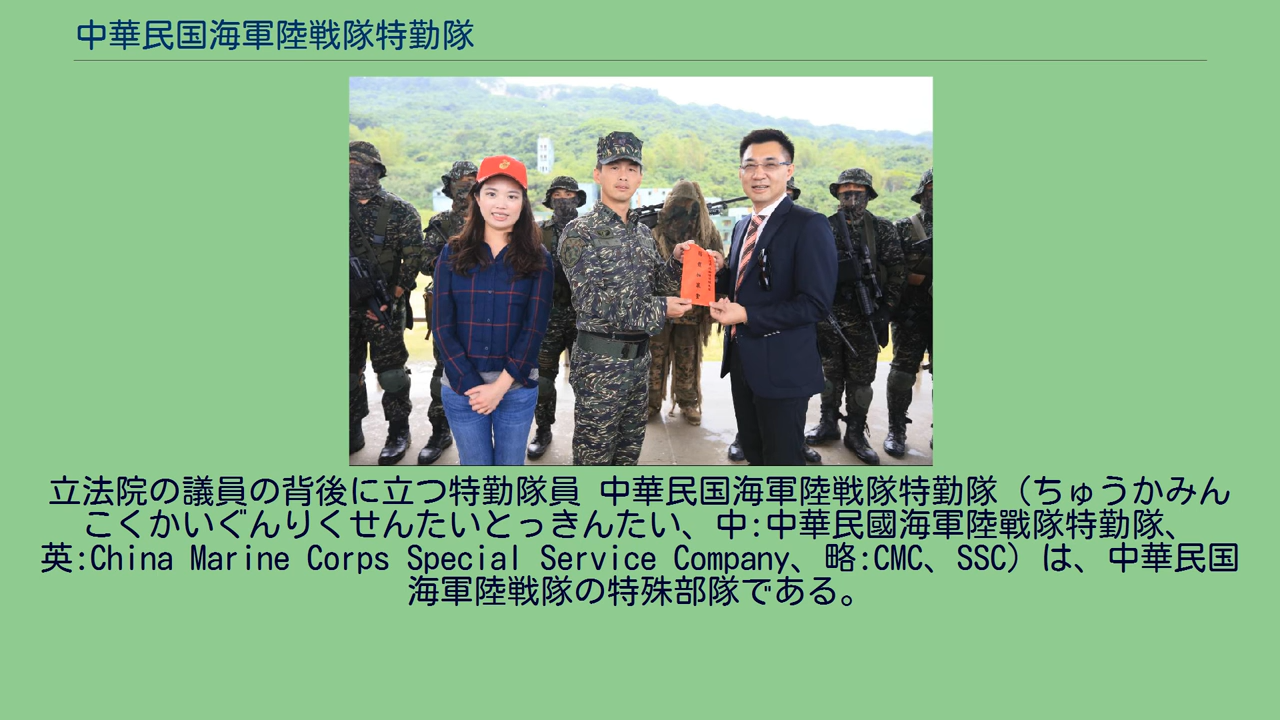 中華民国海軍陸戦隊特勤隊
立法院の議員の背後に立つ特勤隊員 中華民国海軍陸戦隊特勤隊（ちゅうかみん
こくかいぐんりくせんたいとっきんたい、中:中華民國海軍陸戰隊特勤隊、
英:China Marine Corps Special Service Company、略:CMC、SSC）は、中華民国
海軍陸戦隊の特殊部隊である。